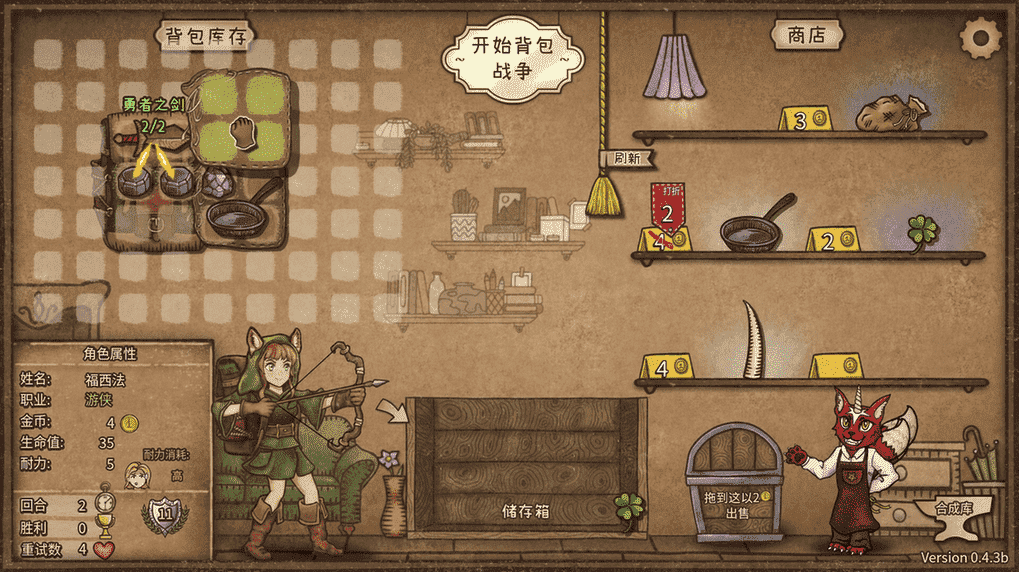 背包库存
开始背包
战争
商店
勇者之剑
2/2
3
刷新
打折
2
4
2
4
角色属性
姓名: 福西法
职业: 游侠
金币: 4
生命值: 35
耐力: 5
耐力消耗:
高
回合 2
胜利 0
重试数 4
11
储存箱
拖到这以2
出售
合成库
Version 0.4.3b